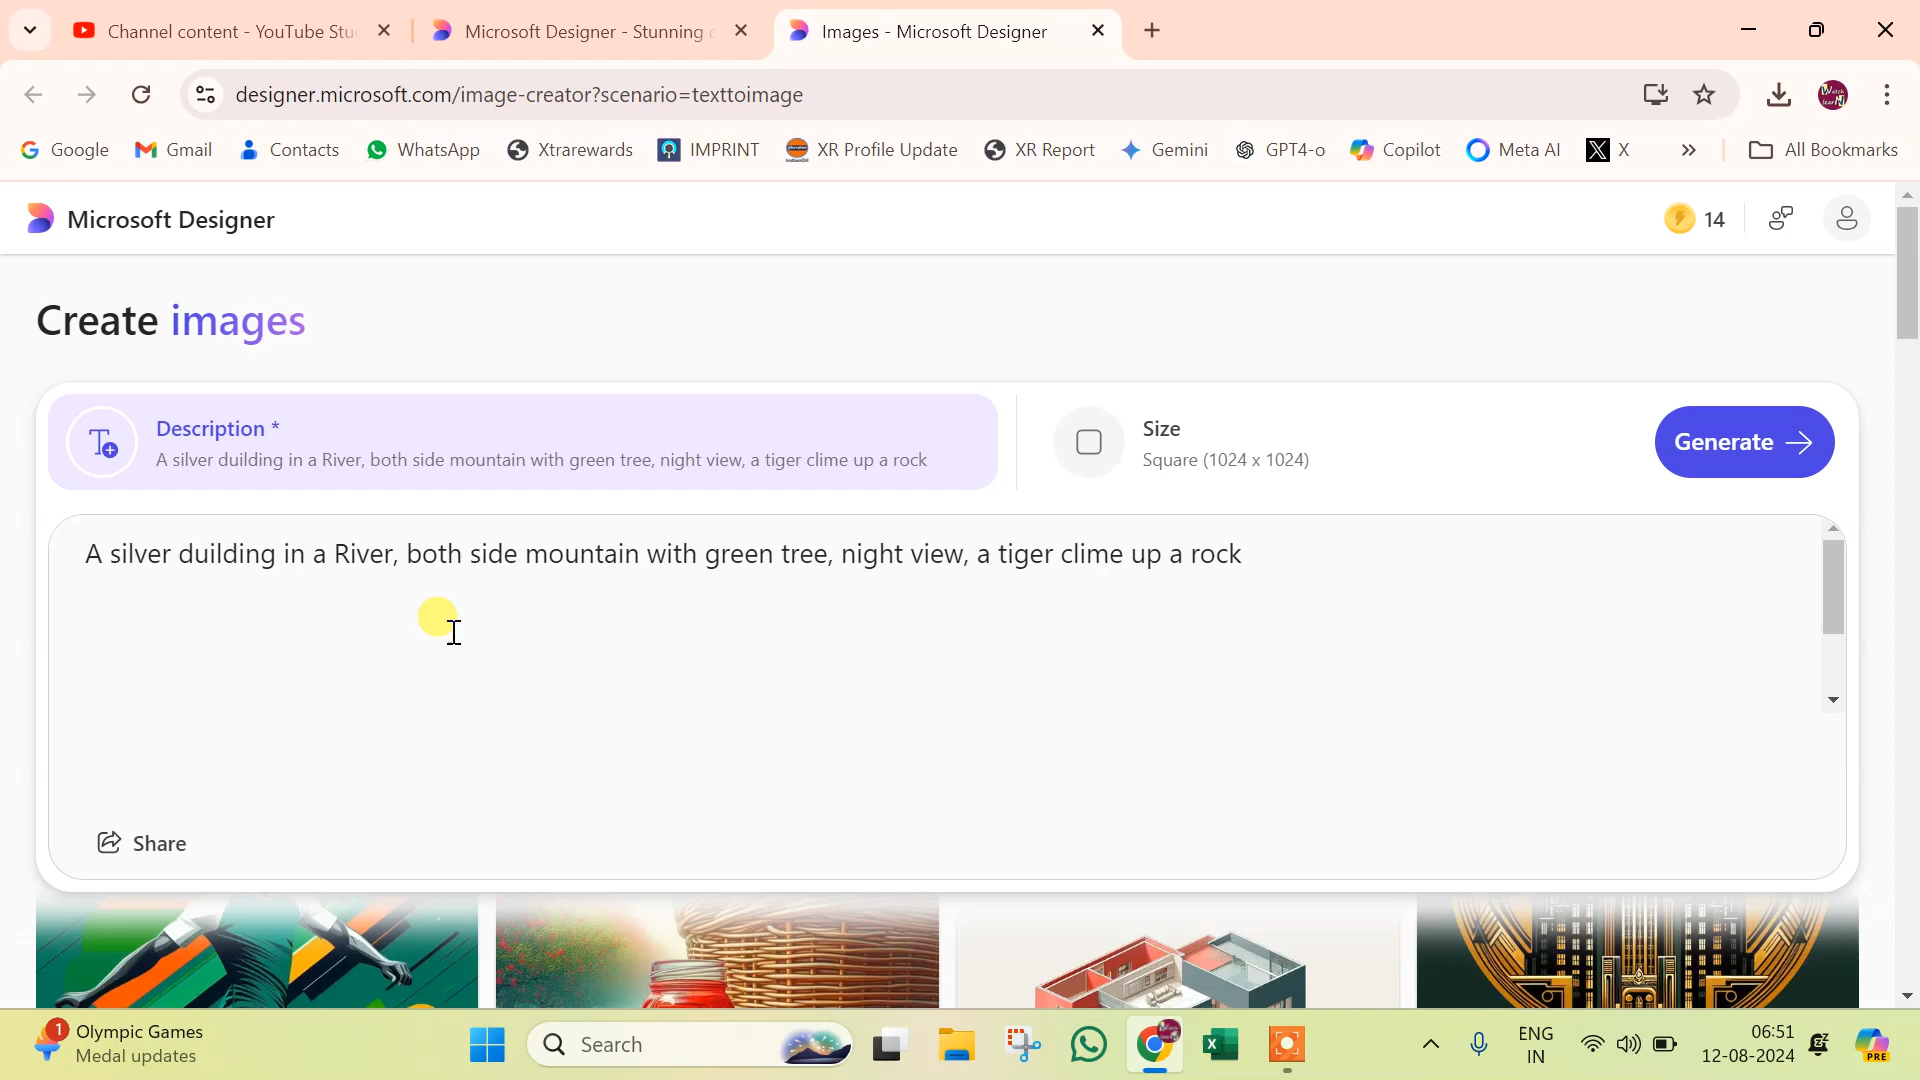 Channel content - YouTube Stu
Microsoft Designer - Stunning
Images - Microsoft Designer
designer.microsoft.com/image-creator?scenario=texttoimage
Google
Gmail
Contacts
WhatsApp
Xtrarewards
IMPRINT
XR Profile Update
XR Report
Gemini
GPT4-o
Copilot
Meta AI
X
All Bookmarks
Microsoft Designer
14
Create images
Description *
A silver duilding in a River, both side mountain with green tree, night view, a tiger clime up a rock
Size
Square (1024 x 1024)
Generate
A silver duilding in a River, both side mountain with green tree, night view, a tiger clime up a rock
Share
1
Olympic Games
Medal updates
Search
ENG
IN
06:51
12-08-2024
PRE